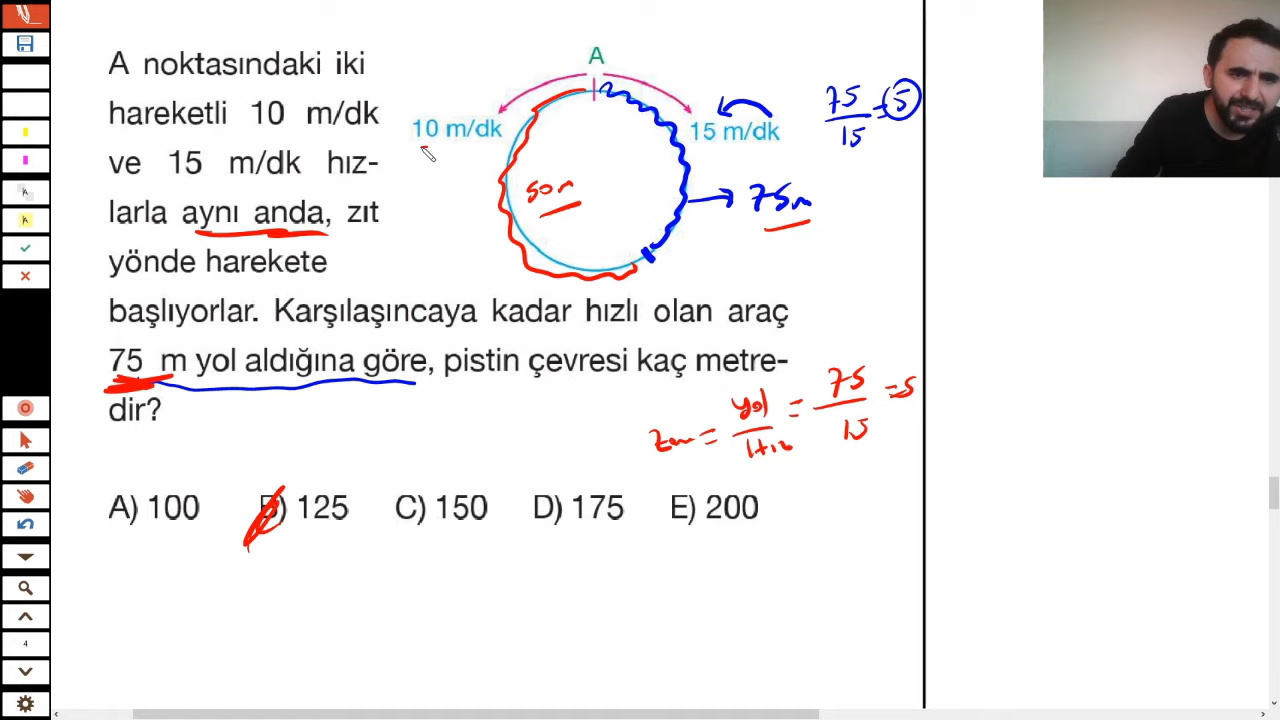 A noktasındaki iki
hareketli 10 m/dk
ve 15 m/dk hız-
larla aynı anda, zıt
yönde harekete
başlıyorlar. Karşılaşıncaya kadar hızlı olan araç
75 m yol aldığına göre, pistin çevresi kaç metre-
dir?
A
10 m/dk
15 m/dk
50m
75m
75
15
=5
zam = yol = 75 =5
Hız 15
A) 100 B) 125 C) 150 D) 175 E) 200
4